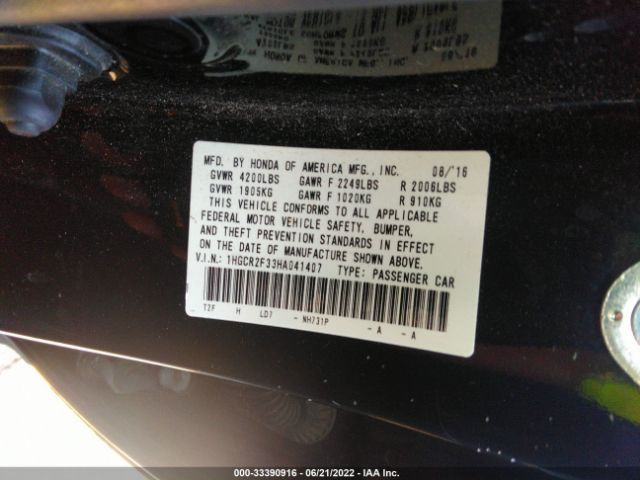 MFD. BY HONDA OF AMERICA MFG., INC. 08/'16
GVWR 4200LBS GAWR F 2249LBS R 2006LBS
GVWR 1905KG GAWR F 1020KG R 910KG
THIS VEHICLE CONFORMS TO ALL APPLICABLE
FEDERAL MOTOR VEHICLE SAFETY, BUMPER,
AND THEFT PREVENTION STANDARDS IN EFFECT
ON THE DATE OF MANUFACTURE SHOWN ABOVE.
V.I.N.: 1HGCR2F33HA041407 TYPE: PASSENGER CAR
T2F H LD7 - NH731P - A - A
000-33390916 - 06/21/2022 - IAA Inc.